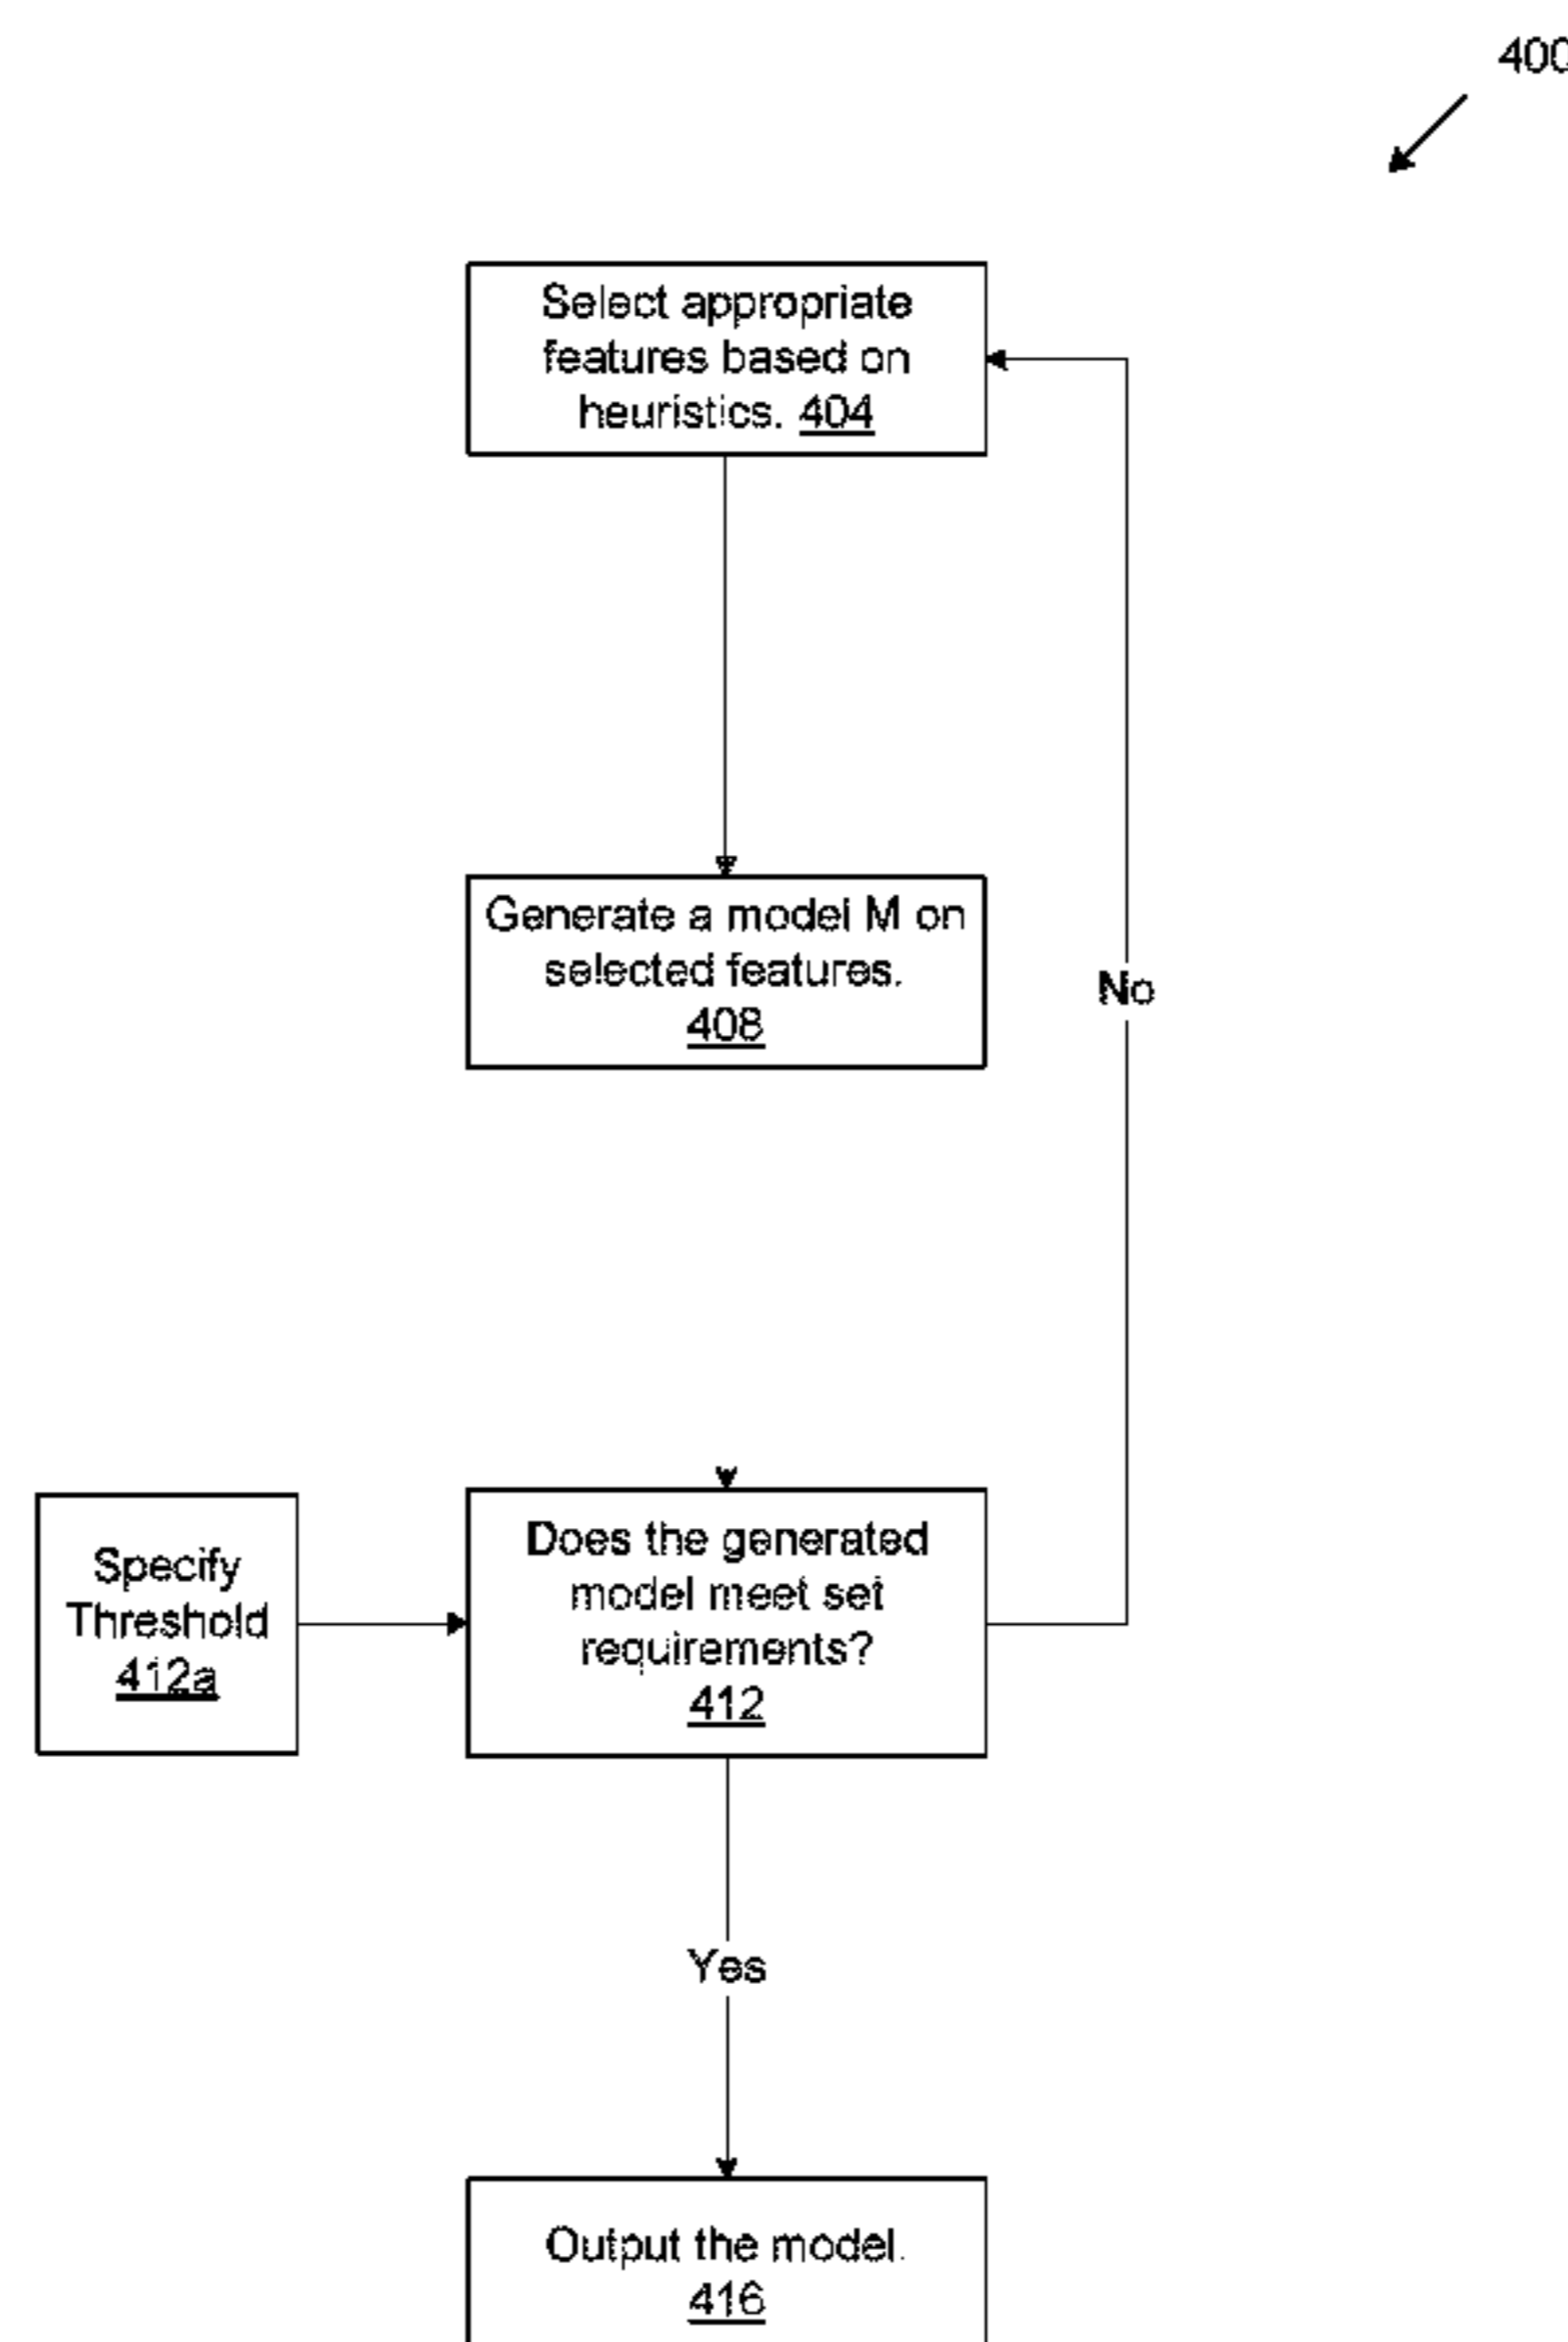 400
Select appropriate
features based on
heuristics. 404
Generate a model M on
selected features.
408
No
Specify
Threshold
412a
Does the generated
model meet set
requirements?
412
Yes
Output the model.
416